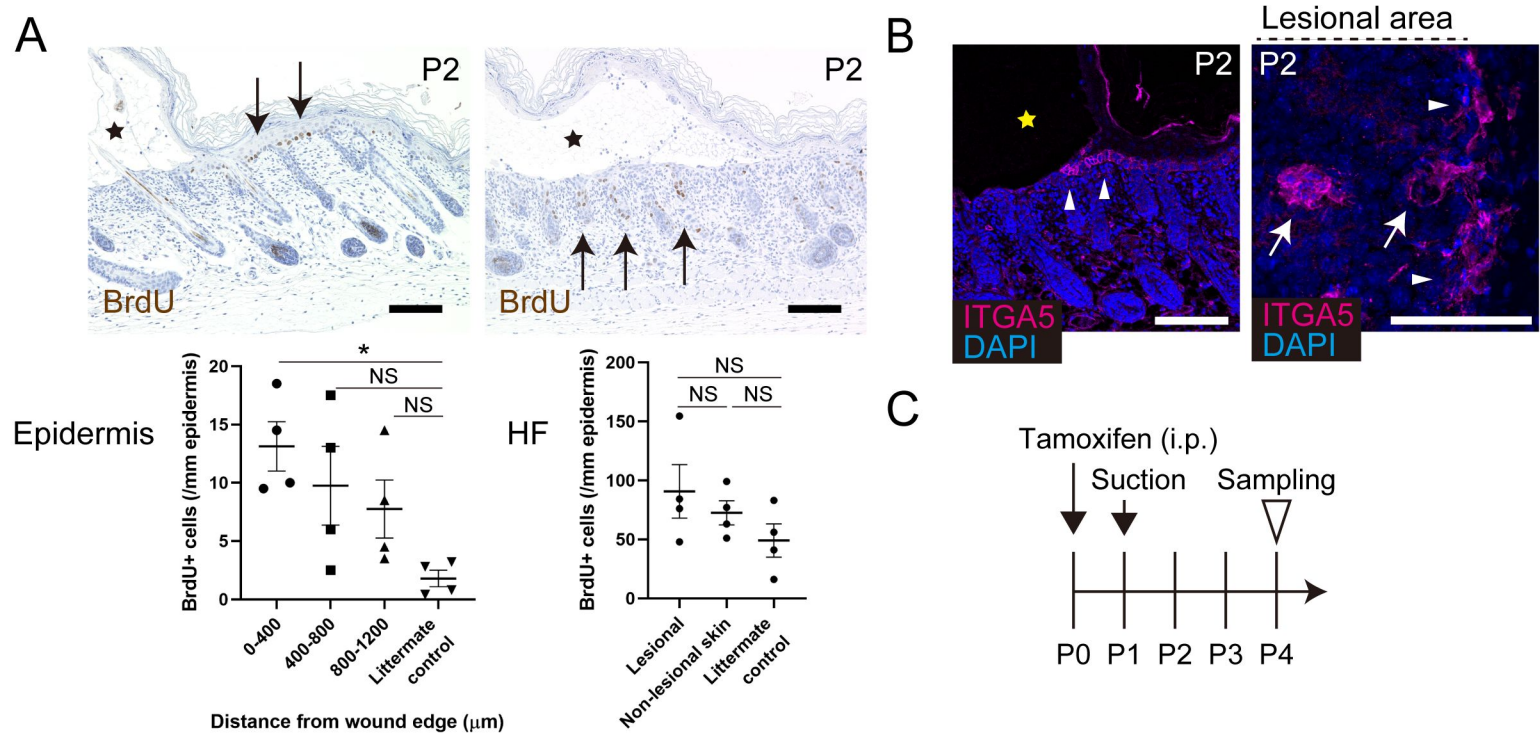 A
P2
BrdU
P2
BrdU
Epidermis
BrdU+ cells (/mm epidermis)
20
15
10
5
0
*
NS
NS
0-400
400-800
800-1200
Littermate
control
Distance from wound edge (μm)
HF
BrdU+ cells (/mm epidermis)
200
150
100
50
0
NS
NS
NS
Lesional
Non-lesional skin
Littermate
control
B
P2
ITGA5
DAPI
Lesional area
P2
ITGA5
DAPI
C
Tamoxifen (i.p.)
Suction
Sampling
P0
P1
P2
P3
P4